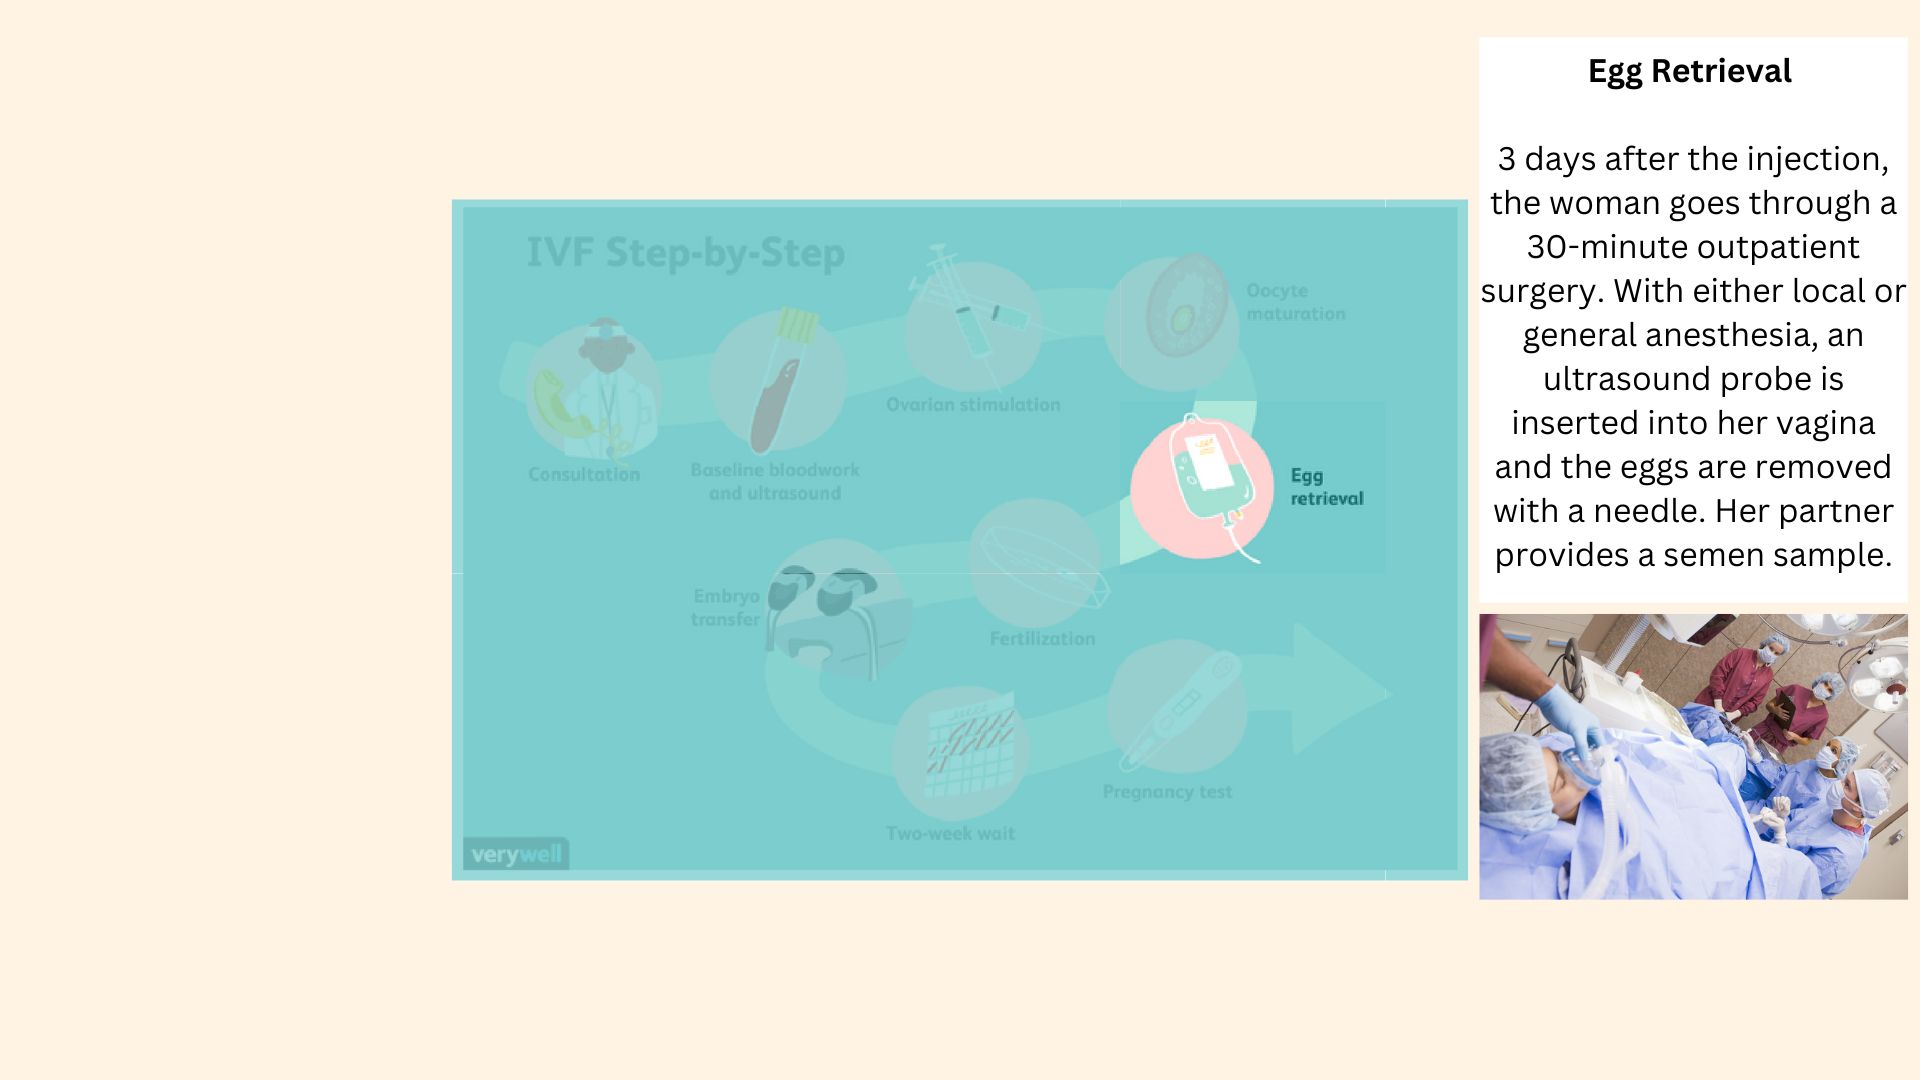 IVF Step-by-Step
Consultation
Baseline bloodwork
and ultrasound
Ovarian stimulation
Oocyte
maturation
Egg
retrieval
Fertilization
Embryo
transfer
Two-week wait
Pregnancy test
verywell
Egg Retrieval
3 days after the injection,
the woman goes through a
30-minute outpatient
surgery. With either local or
general anesthesia, an
ultrasound probe is
inserted into her vagina
and the eggs are removed
with a needle. Her partner
provides a semen sample.